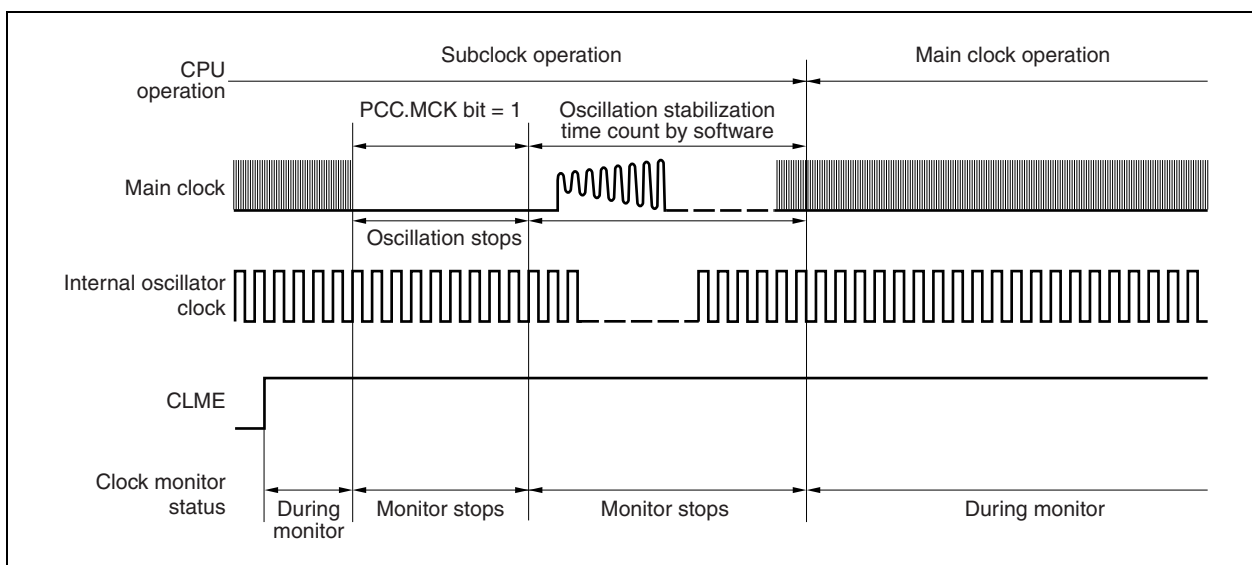 Subclock operation
Main clock operation
CPU
operation
PCC.MCK bit = 1
Oscillation stabilization
time count by software
Main clock
Oscillation stops
Internal oscillator
clock
CLME
Clock monitor
status
During
monitor
Monitor stops
Monitor stops
During monitor